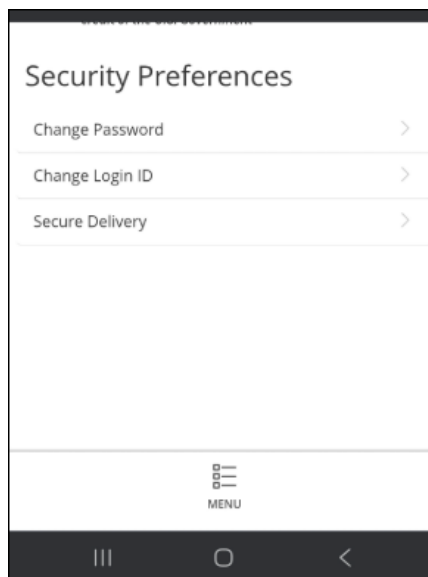 Security Preferences
Change Password
Change Login ID
Secure Delivery
MENU